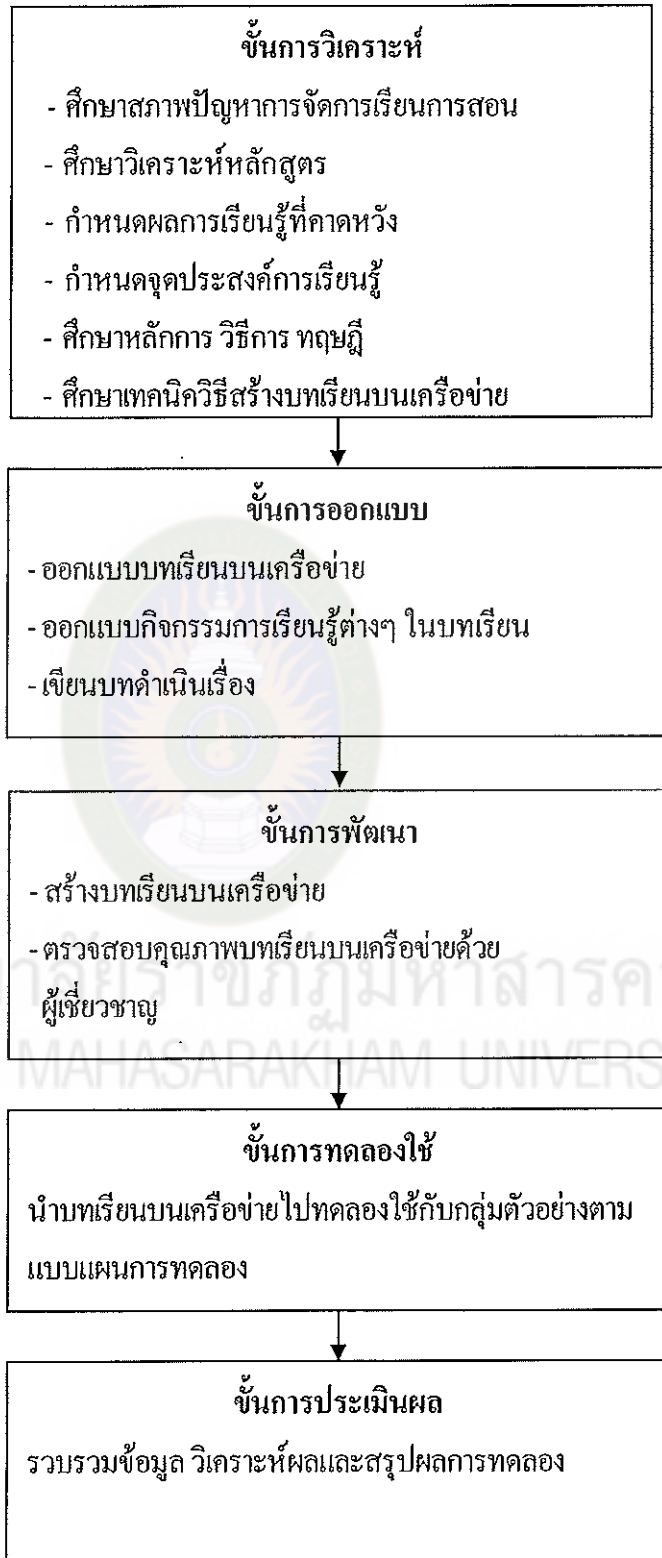 ขั้นการวิเคราะห์
- ศึกษาสภาพปัญหาการจัดการเรียนการสอน
- ศึกษาวิเคราะห์หลักสูตร
- กำหนดผลการเรียนรู้ที่คาดหวัง
- กำหนดจุดประสงค์การเรียนรู้
- ศึกษาหลักการ วิธีการ ทฤษฎี
- ศึกษาเทคนิควิธีสร้างบทเรียนบนเครือข่าย
ขั้นการออกแบบ
- ออกแบบบทเรียนบนเครือข่าย
- ออกแบบกิจกรรมการเรียนรู้ต่างๆ ในบทเรียน
- เขียนบทดำเนินเรื่อง
ขั้นการพัฒนา
- สร้างบทเรียนบนเครือข่าย
- ตรวจสอบคุณภาพบทเรียนบนเครือข่ายด้วย
ผู้เชี่ยวชาญ
าลัยราชภัฏมหาสารค
MAHASARAKHAM UNIVERS
ขั้นการทดลองใช้
นำบทเรียนบนเครือข่ายไปทดลองใช้กับกลุ่มตัวอย่างตาม
แบบแผนการทดลอง
ขั้นการประเมินผล
รวบรวมข้อมูล วิเคราะห์ผลและสรุปผลการทดลอง